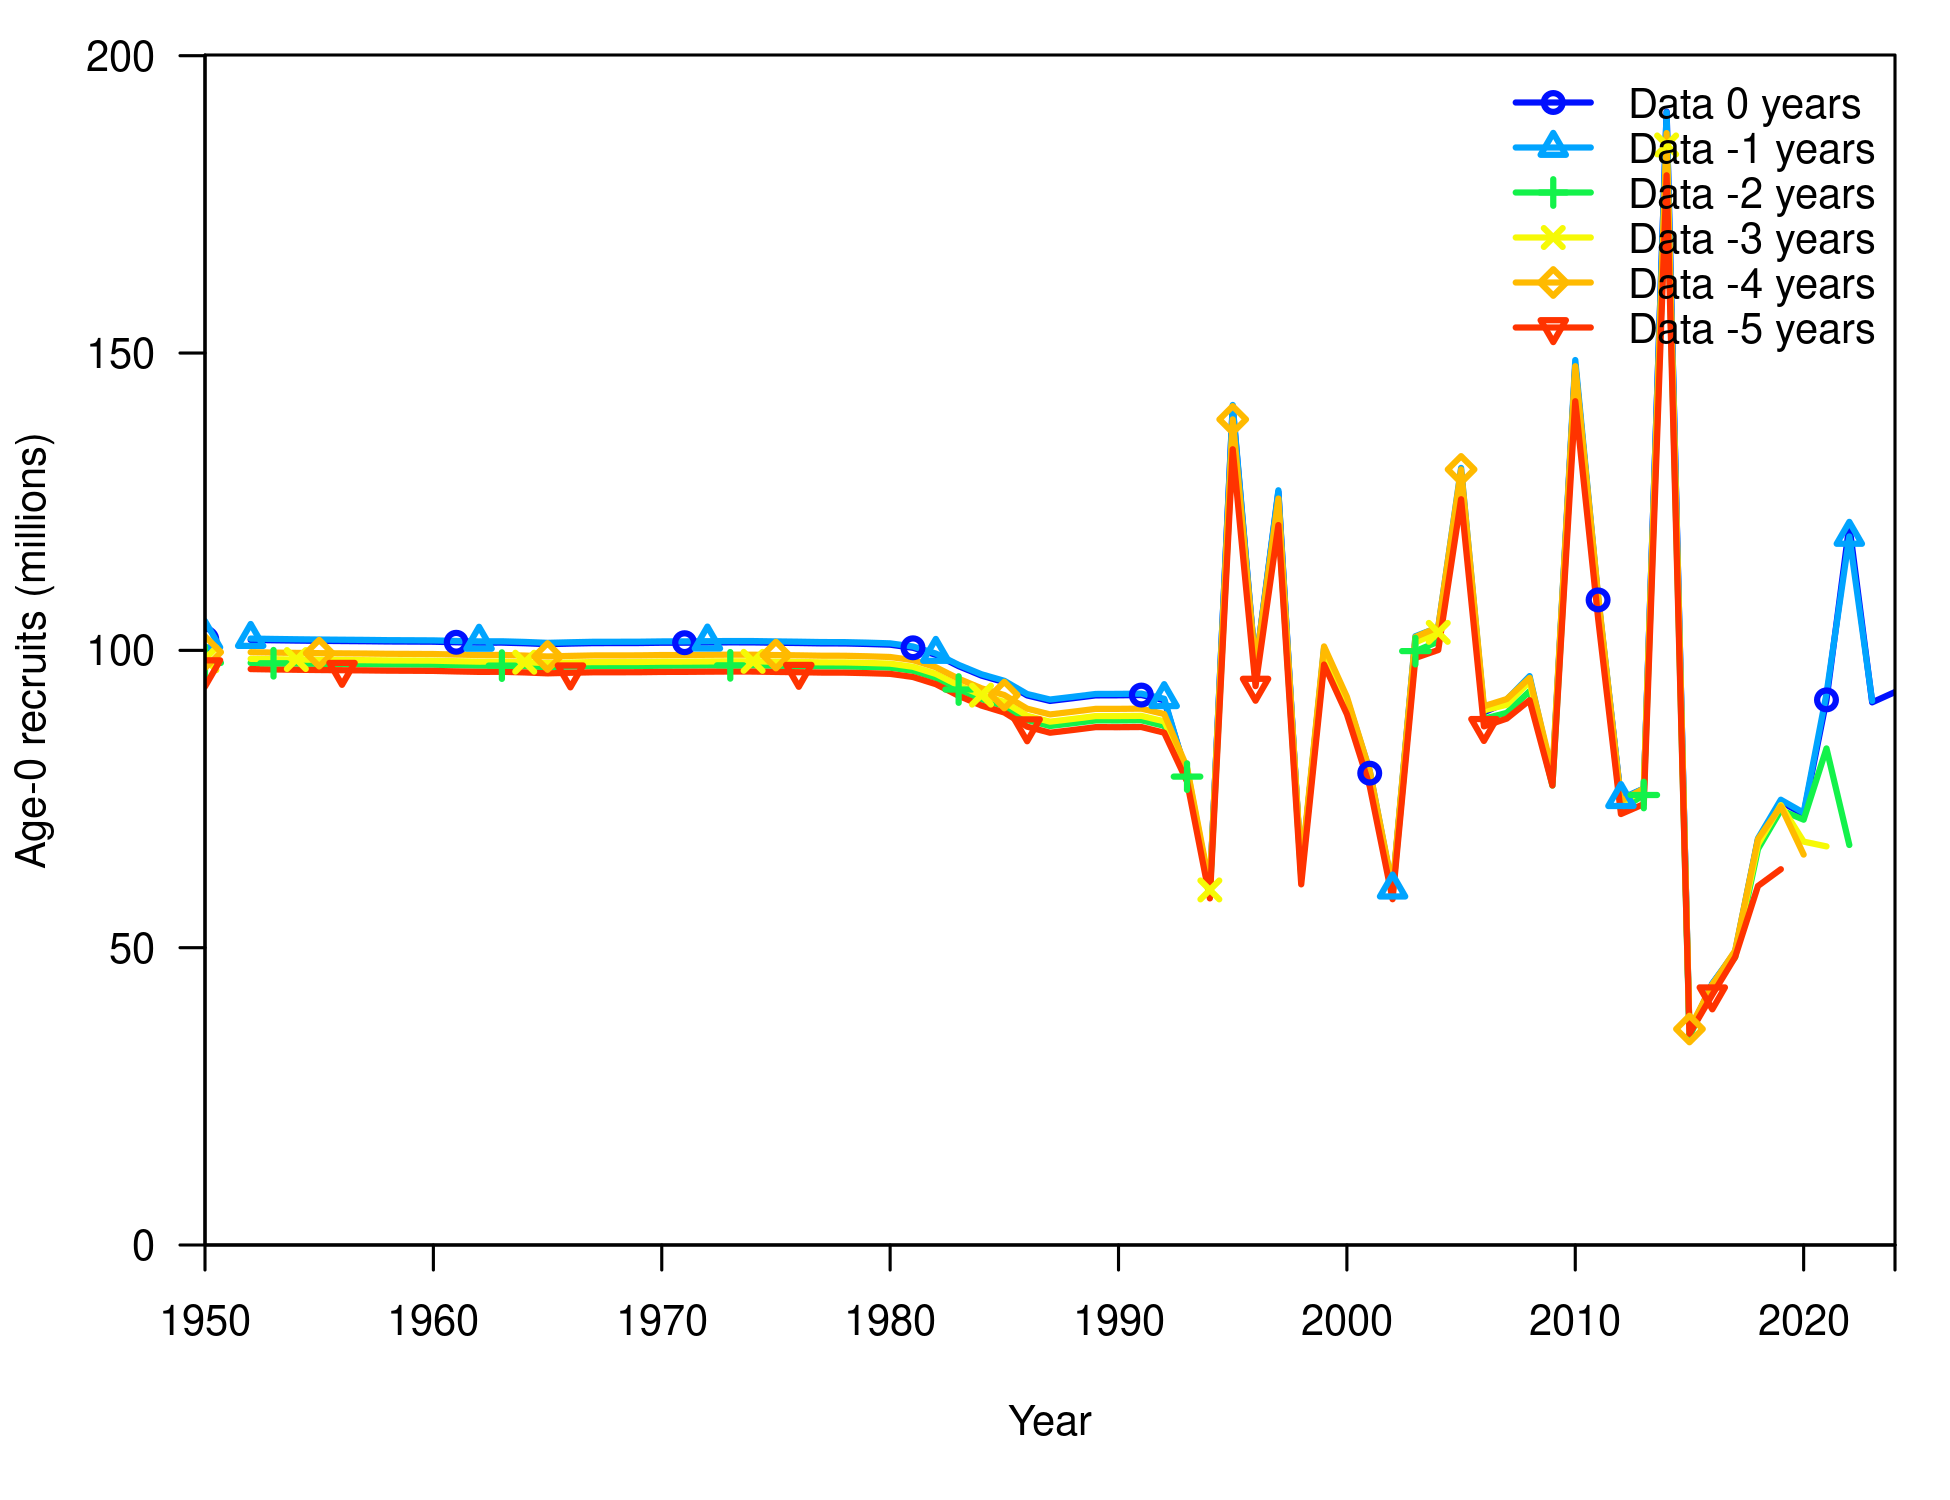 200
150
100
50
0
Age-0 recruits (millions)
Data 0 years
Data -1 years
Data -2 years
Data -3 years
Data -4 years
Data -5 years
1950 1960 1970 1980 1990 2000 2010 2020
Year